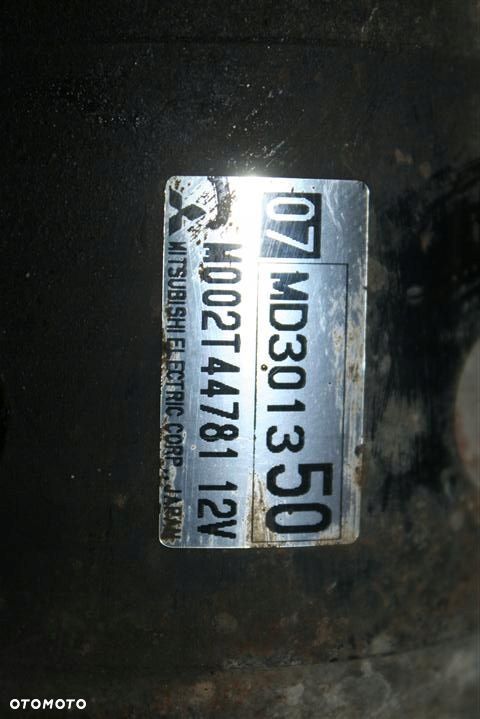 07 MD301350
M002T44781 12V
MITSUBISHI ELECTRIC CORP., JAPAN
OTOMOTO